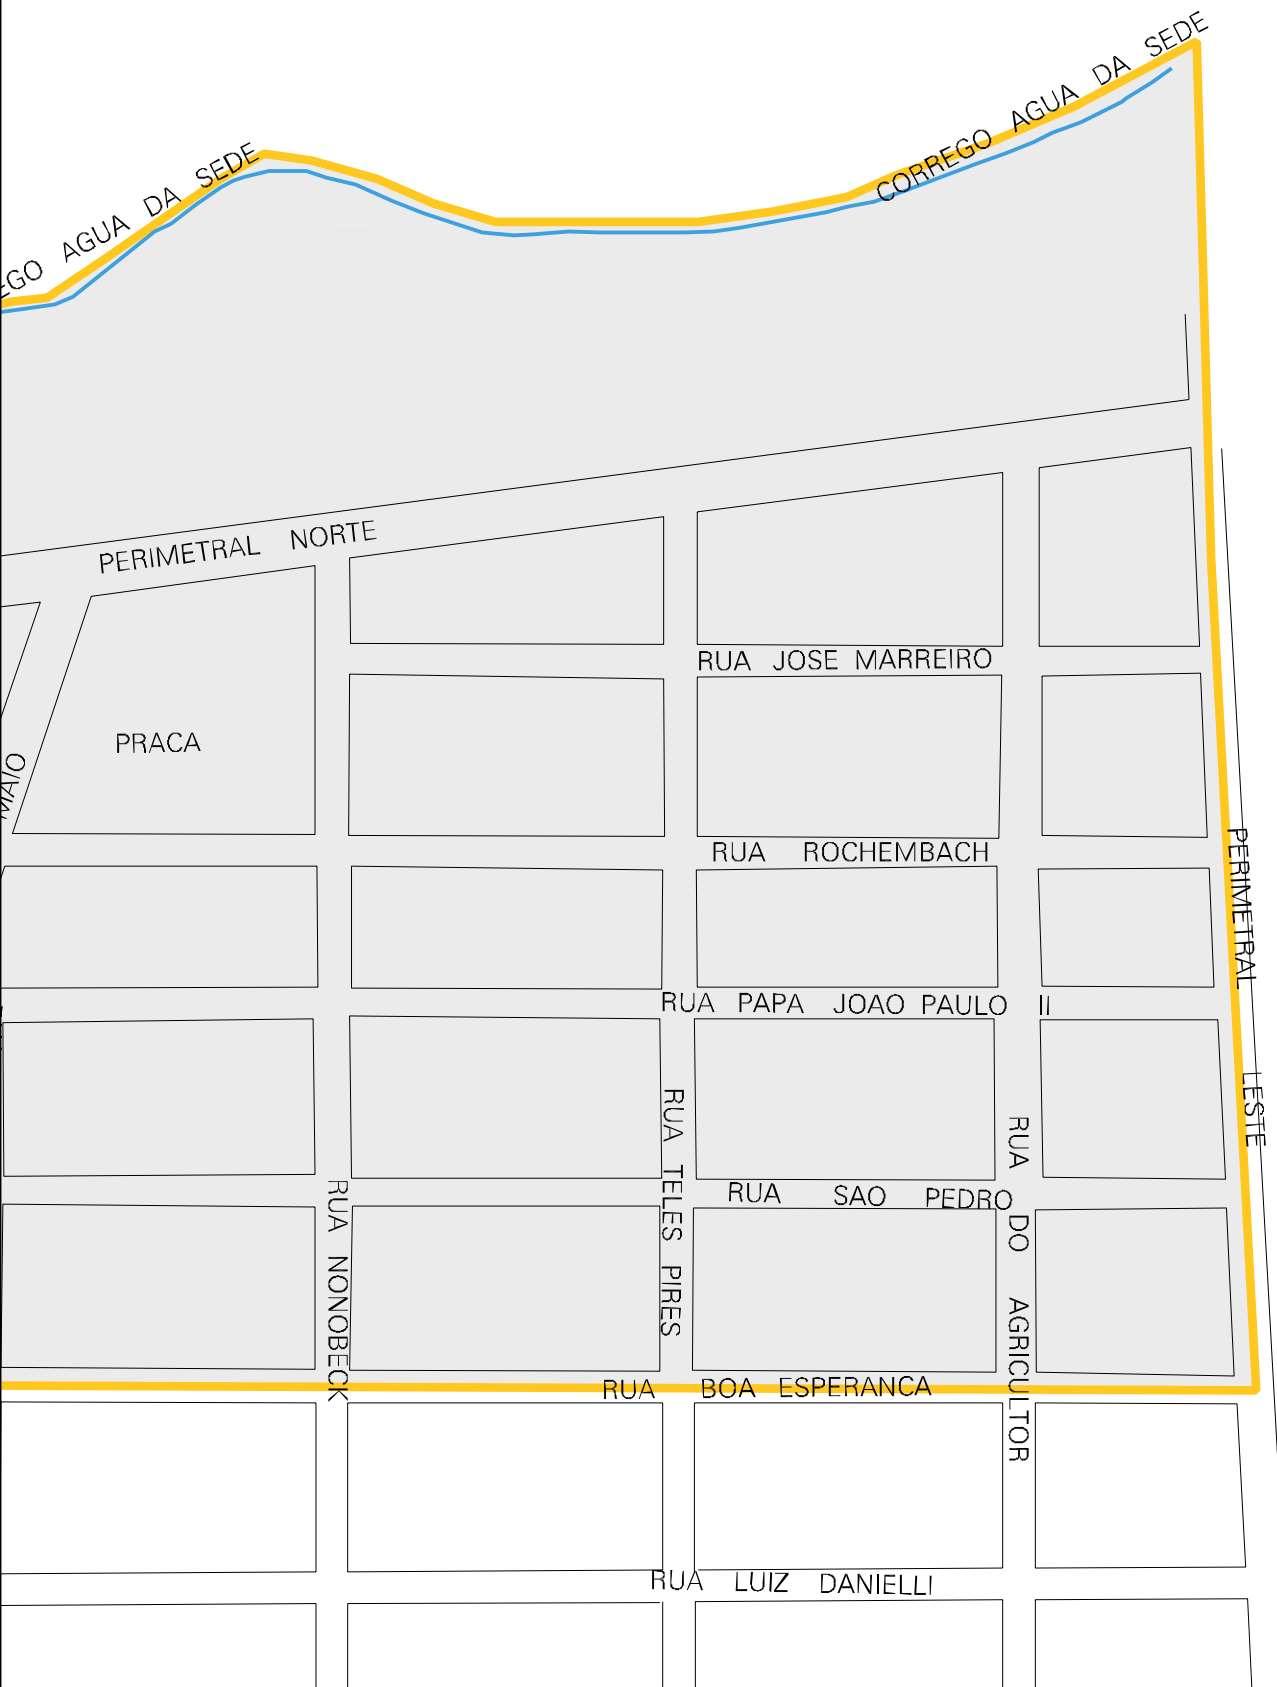 CORREGO AGUA DA SEDE
AGUA DA SEDE
PERIMETRAL NORTE
RUA JOSE MARREIRO
PRACA
MAIO
RUA ROCHEMBACH
PERIMETRAL LESTE
RUA PAPA JOAO PAULO II
RUA TELES PIRES
RUA DO AGRICULTOR
RUA SAO PEDRO
RUA NONOBECK
RUA BOA ESPERANCA
RUA LUIZ DANIELLI